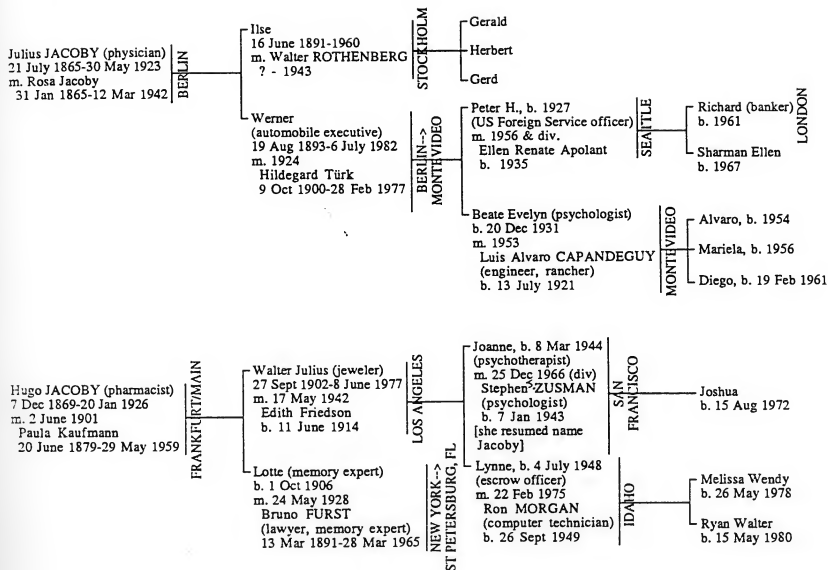 Julius JACOBY (physician)
21 July 1865-30 May 1923
m. Rosa Jacoby
31 Jan 1865-12 Mar 1942
BERLIN
Ilse
16 June 1891-1960
m. Walter ROTHENBERG
? - 1943
STOCKHOLM
Gerald
Herbert
Gerd
Werner
(automobile executive)
19 Aug 1893-6 July 1982
m. 1924
Hildegard Türk
9 Oct 1900-28 Feb 1977
BERLIN-->
MONTEVIDEO
Peter H., b. 1927
(US Foreign Service officer)
m. 1956 & div.
Ellen Renate Apolant
b. 1935
SEATTLE
Richard (banker)
b. 1961
LONDON
Sharman Ellen
b. 1967
Beate Evelyn (psychologist)
b. 20 Dec 1931
m. 1953
Luis Alvaro CAPANDEGUY
(engineer, rancher)
b. 13 July 1921
MONTEVIDEO
Alvaro, b. 1954
Mariela, b. 1956
Diego, b. 19 Feb 1961
Hugo JACOBY (pharmacist)
7 Dec 1869-20 Jan 1926
m. 2 June 1901
Paula Kaufmann
20 June 1879-29 May 1959
FRANKFURT/MAIN
Walter Julius (jeweler)
27 Sept 1902-8 June 1977
m. 17 May 1942
Edith Friedson
b. 11 June 1914
LOS ANGELES
Joanne, b. 8 Mar 1944
(psychotherapist)
m. 25 Dec 1966 (div)
Stephen ZUSMAN
(psychologist)
b. 7 Jan 1943
[she resumed name
Jacoby]
SAN
FRANCISCO
Joshua
b. 15 Aug 1972
Lotte (memory expert)
b. 1 Oct 1906
m. 24 May 1928
Bruno FURST
(lawyer, memory expert)
13 Mar 1891-28 Mar 1965
NEW YORK-->
ST PETERSBURG, FL
Lynne, b. 4 July 1948
(escrow officer)
m. 22 Feb 1975
Ron MORGAN
(computer technician)
b. 26 Sept 1949
IDAHO
Melissa Wendy
b. 26 May 1978
Ryan Walter
b. 15 May 1980